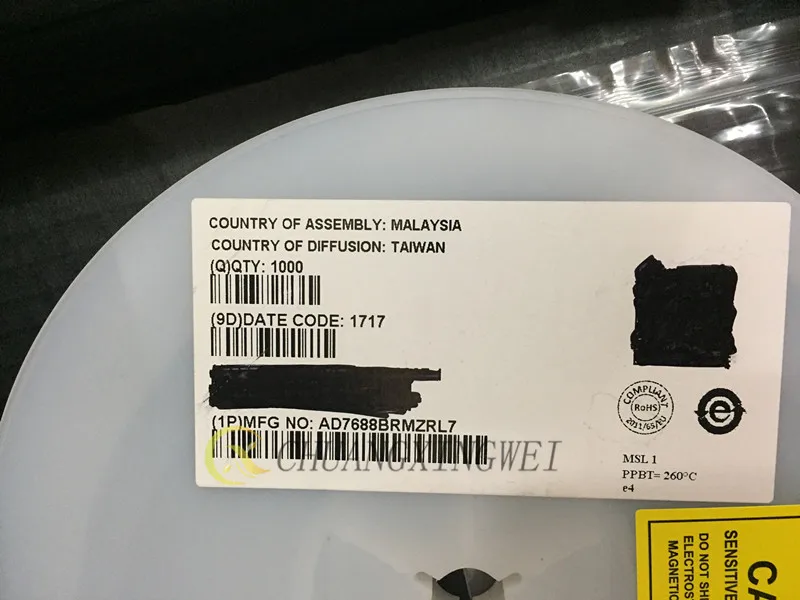 COUNTRY OF ASSEMBLY: MALAYSIA
COUNTRY OF DIFFUSION: TAIWAN
(Q)QTY: 1000
(9D)DATE CODE: 1717
(1P)MFG NO: AD7688BRMZRL7
CHUANGXINGWEI
COMPLIANT
RoHS
2011/65/EU
e
MSL 1
PPBT= 260°C
e4
CA
SENSITIVE
DO NOT SH
ELECTROS
MAGNETIC